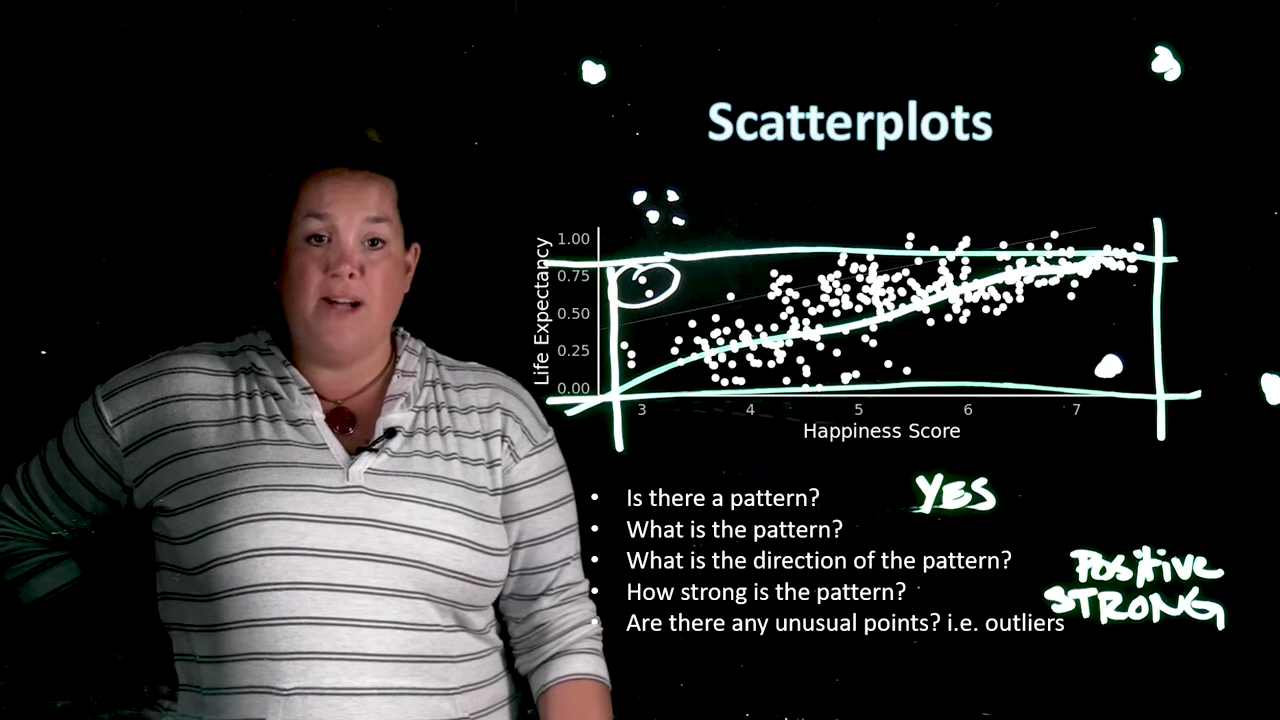 Scatterplots
Life Expectancy
1.00
0.75
0.50
0.25
0.00
3 4 5 6 7
Happiness Score
• Is there a pattern? YES
• What is the pattern?
• What is the direction of the pattern? Positive
• How strong is the pattern? STRONG
• Are there any unusual points? i.e. outliers